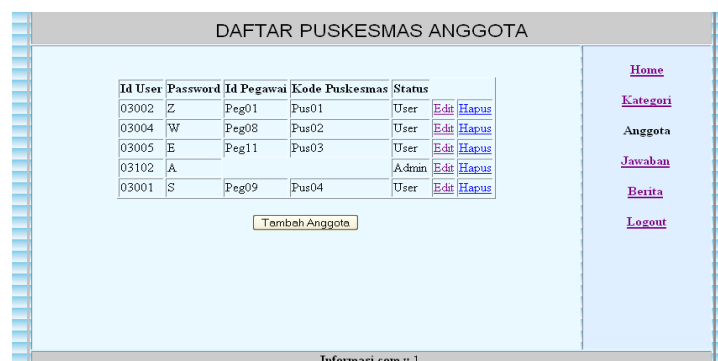 DAFTAR PUSKESMAS ANGGOTA
Id User Password Id Pegawai Kode Puskesmas Status
03002 Z Peg01 Pus01 User Edit Hapus
03004 W Peg08 Pus02 User Edit Hapus
03005 E Peg11 Pus03 User Edit Hapus
03102 A Admin Edit Hapus
03001 S Peg09 Pus04 User Edit Hapus
Tambah Anggota
Home
Kategori
Anggota
Jawaban
Berita
Logout
Informasi